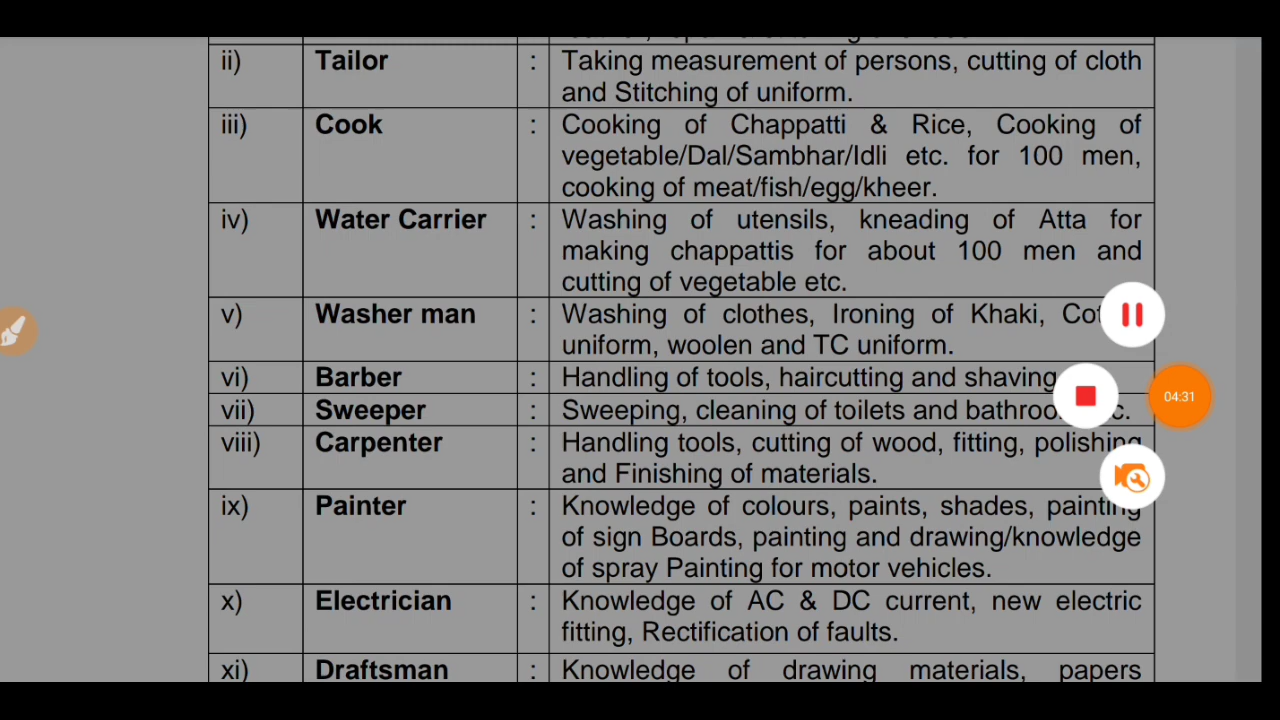 ii) Tailor : Taking measurement of persons, cutting of cloth
and Stitching of uniform.
iii) Cook : Cooking of Chappatti & Rice, Cooking of
vegetable/Dal/Sambhar/Idli etc. for 100 men,
cooking of meat/fish/egg/kheer.
iv) Water Carrier : Washing of utensils, kneading of Atta for
making chappattis for about 100 men and
cutting of vegetable etc.
v) Washer man : Washing of clothes, Ironing of Khaki,
uniform, woolen and TC uniform.
vi) Barber : Handling of tools, haircutting and shaving
vii) Sweeper : Sweeping, cleaning of toilets and
04:31
viii) Carpenter : Handling tools, cutting of wood, fitting, polishing
and Finishing of materials.
ix) Painter : Knowledge of colours, paints, shades, painting
of sign Boards, painting and drawing/knowledge
of spray Painting for motor vehicles.
x) Electrician : Knowledge of AC & DC current, new electric
fitting, Rectification of faults.
xi) Draftsman : Knowledge of drawing materials, papers